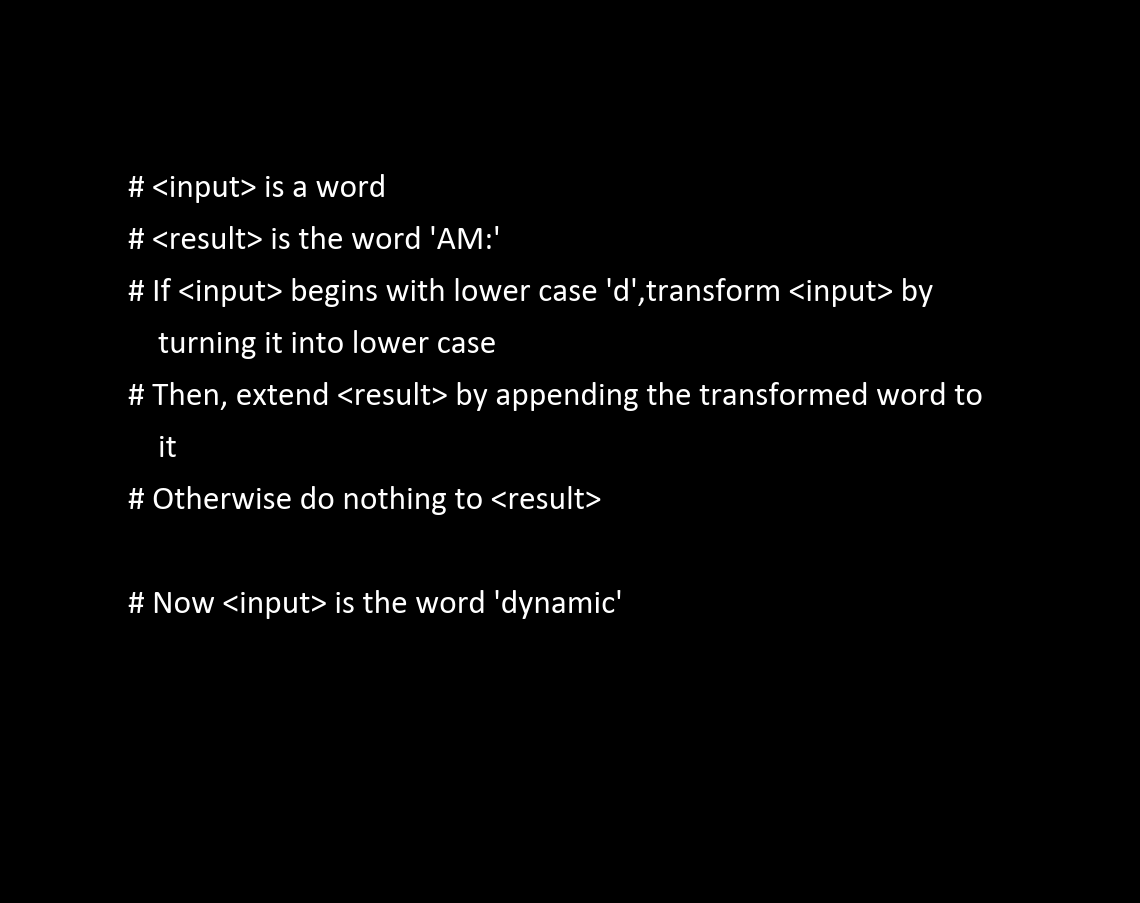 # <input> is a word
# <result> is the word 'AM:'
# If <input> begins with lower case 'd',transform <input> by
turning it into lower case
# Then, extend <result> by appending the transformed word to
it
# Otherwise do nothing to <result>
# Now <input> is the word 'dynamic'